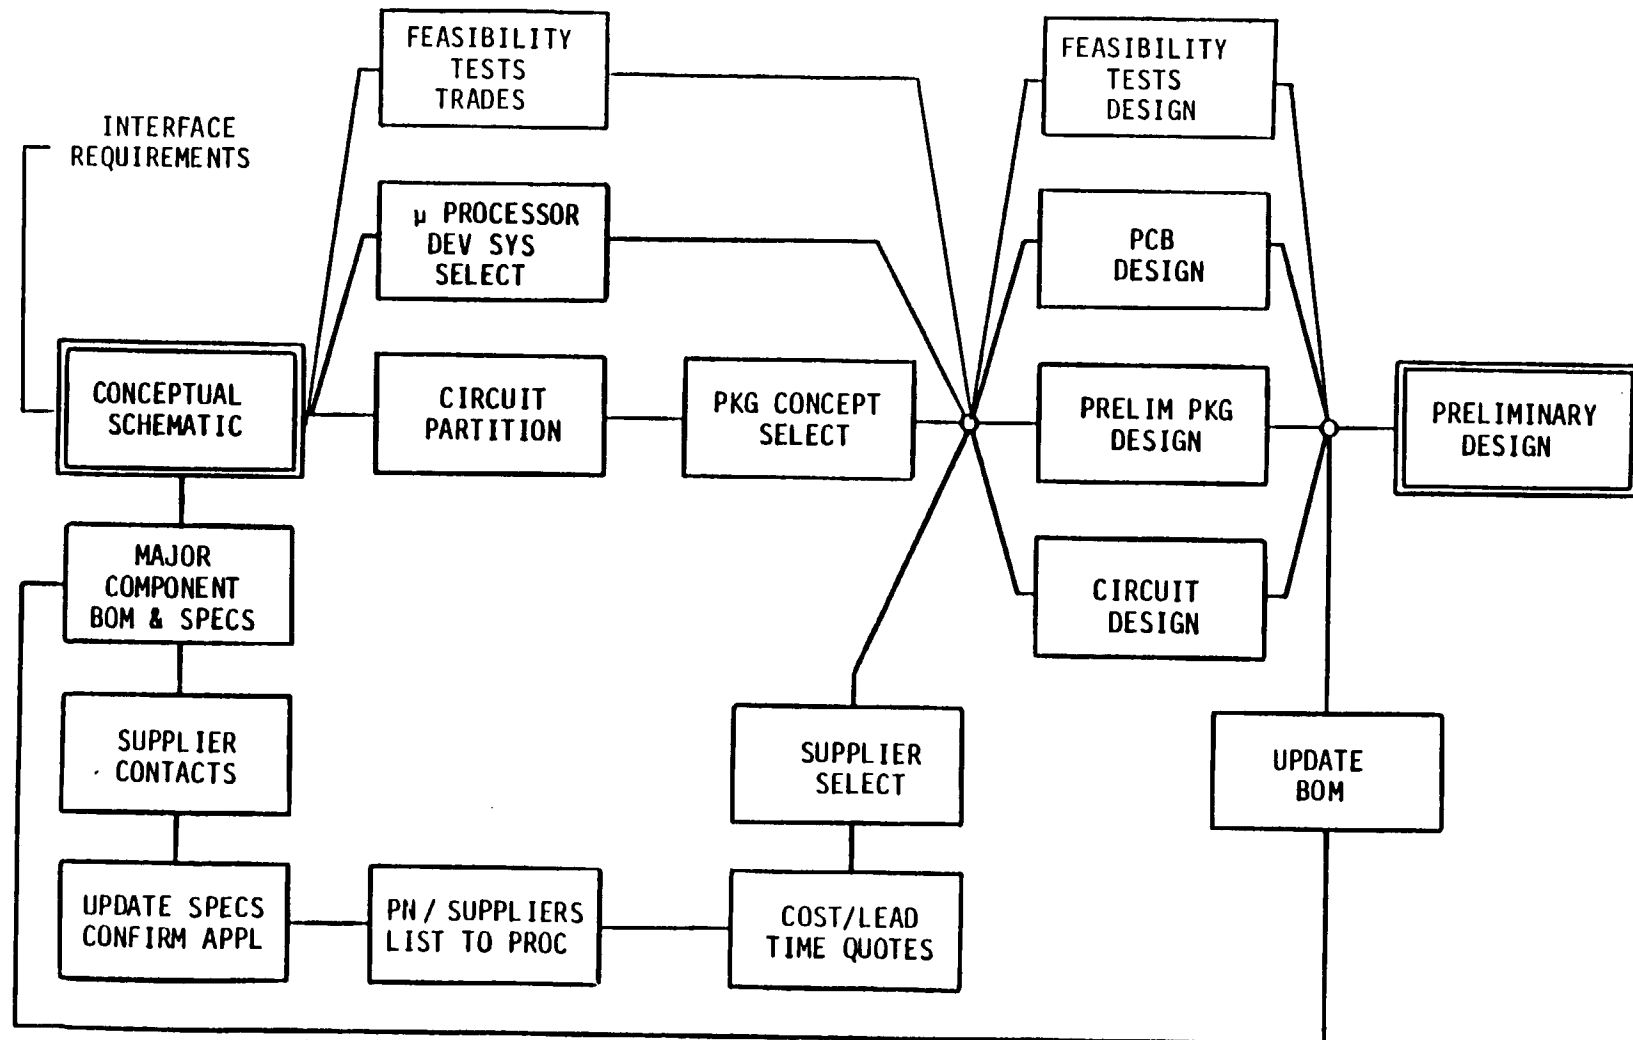 INTERFACE
REQUIREMENTS
FEASIBILITY
TESTS
TRADES
FEASIBILITY
TESTS
DESIGN
µ PROCESSOR
DEV SYS
SELECT
PCB
DESIGN
CONCEPTUAL
SCHEMATIC
CIRCUIT
PARTITION
PKG CONCEPT
SELECT
PRELIM PKG
DESIGN
PRELIMINARY
DESIGN
MAJOR
COMPONENT
BOM & SPECS
CIRCUIT
DESIGN
SUPPLIER
CONTACTS
SUPPLIER
SELECT
UPDATE
BOM
UPDATE SPECS
CONFIRM APPL
PN / SUPPLIERS
LIST TO PROC
COST/LEAD
TIME QUOTES